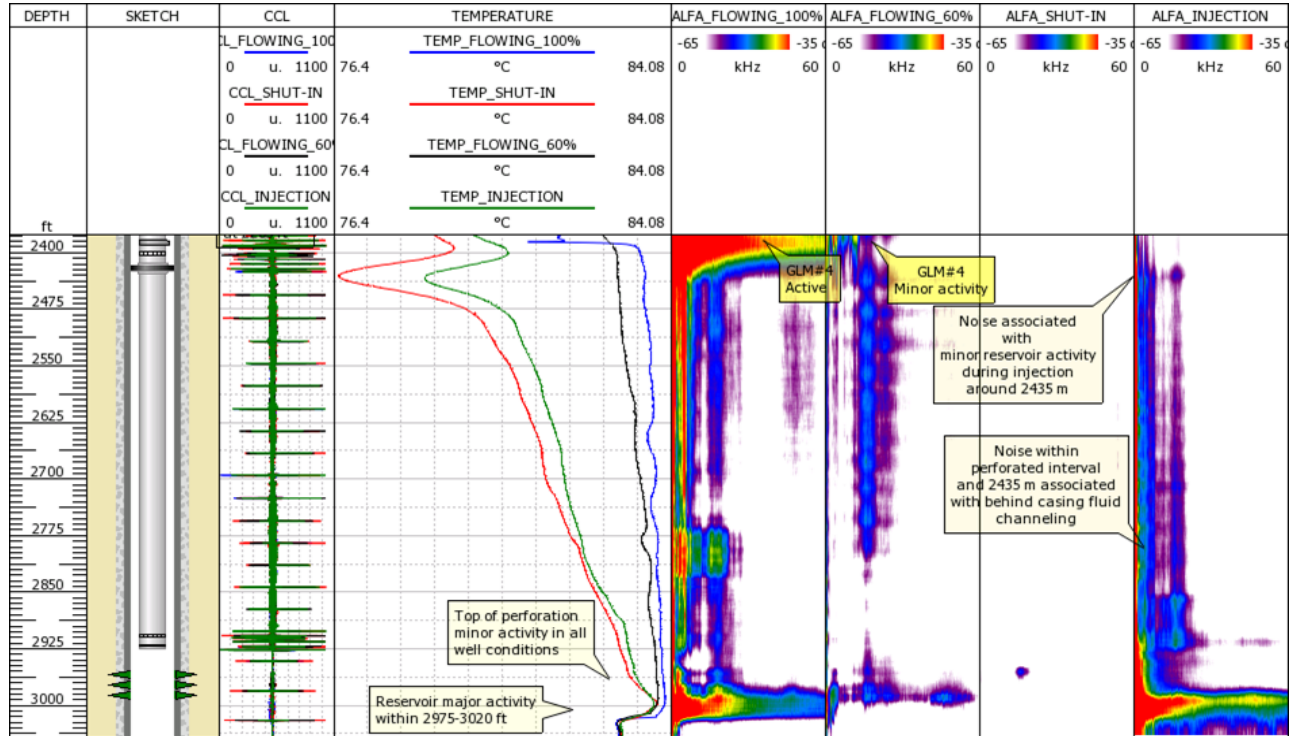 DEPTH SKETCH CCL TEMPERATURE ALFA_FLOWING_100% ALFA_FLOWING_60% ALFA_SHUT-IN ALFA_INJECTION
CL_FLOWING_100 TEMP_FLOWING_100% -65 -35 -65 -35 -65 -35 -65 -35
0 u. 1100 76.4 °C 84.08 0 kHz 60 0 kHz 60 0 kHz 60 0 kHz 60
CCL_SHUT-IN TEMP_SHUT-IN
0 u. 1100 76.4 °C 84.08
CL_FLOWING_60% TEMP_FLOWING_60%
0 u. 1100 76.4 °C 84.08
CCL_INJECTION TEMP_INJECTION
ft 0 u. 1100 76.4 °C 84.08
2400
2475
2550
2625
2700
2775
2850
2925
3000
GLM#4
Active
GLM#4
Minor activity
Noise associated
with
minor reservoir activity
during injection
around 2435 m
Noise within
perforated interval
and 2435 m associated
with behind casing fluid
channeling
Top of perforation
minor activity in all
well conditions
Reservoir major activity
within 2975-3020 ft